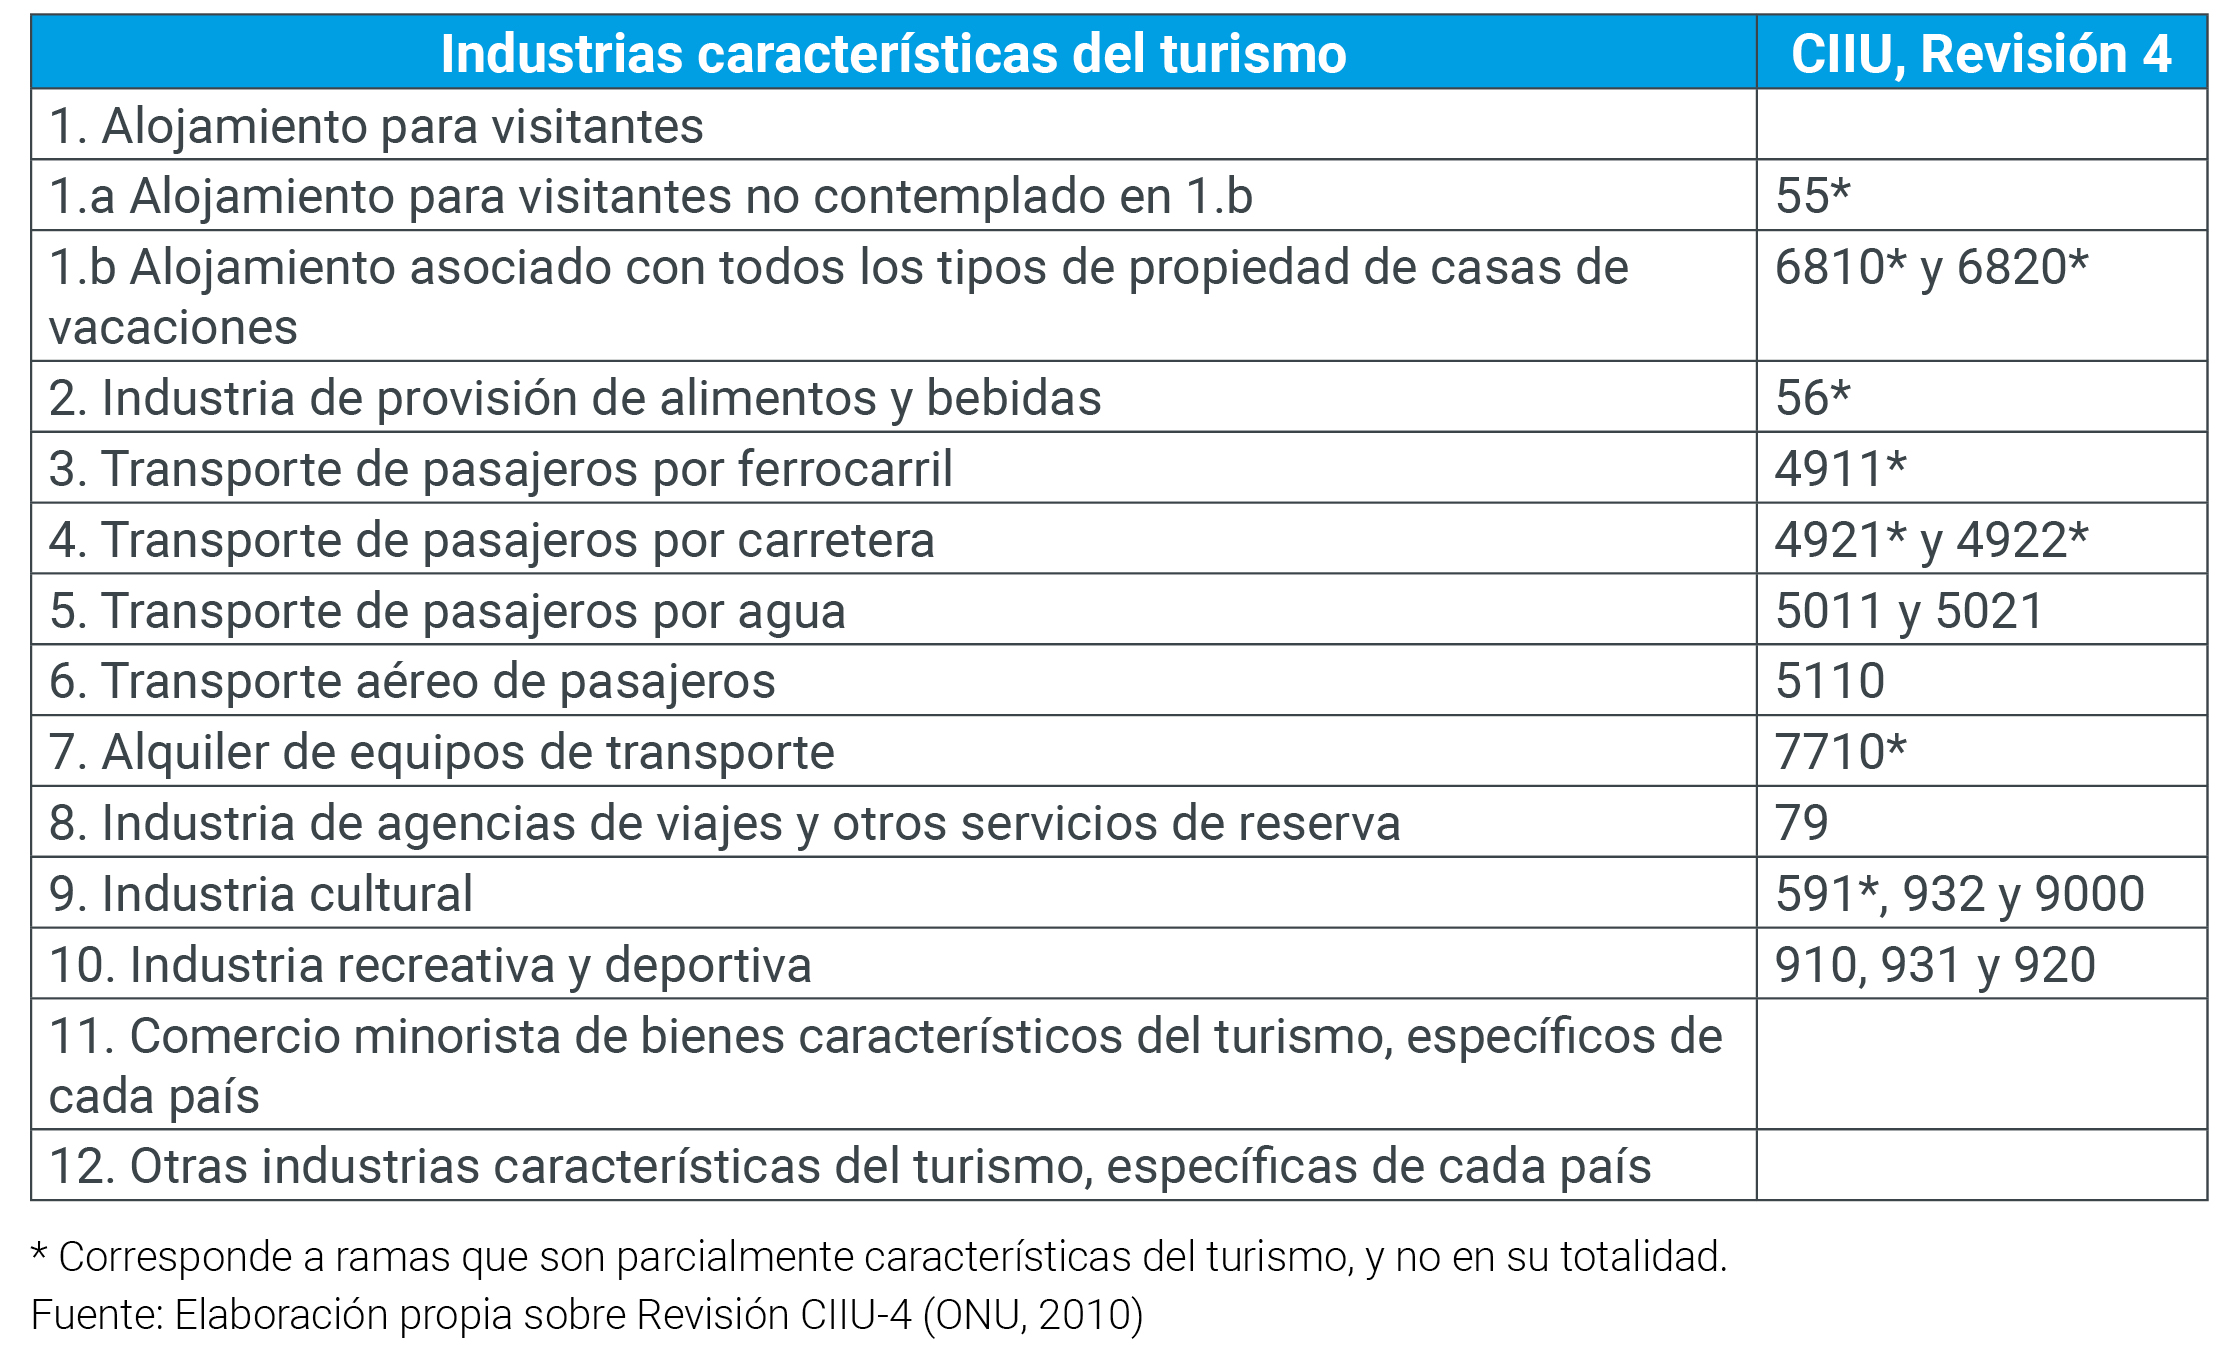 Industrias características del turismo CIIU, Revisión 4
1. Alojamiento para visitantes
1.a Alojamiento para visitantes no contemplado en 1.b 55*
1.b Alojamiento asociado con todos los tipos de propiedad de casas de 6810* y 6820*
vacaciones
2. Industria de provisión de alimentos y bebidas 56*
3. Transporte de pasajeros por ferrocarril 4911*
4. Transporte de pasajeros por carretera 4921* y 4922*
5. Transporte de pasajeros por agua 5011 y 5021
6. Transporte aéreo de pasajeros 5110
7. Alquiler de equipos de transporte 7710*
8. Industria de agencias de viajes y otros servicios de reserva 79
9. Industria cultural 591*, 932 y 9000
10. Industria recreativa y deportiva 910, 931 y 920
11. Comercio minorista de bienes característicos del turismo, específicos de
cada país
12. Otras industrias características del turismo, específicas de cada país
* Corresponde a ramas que son parcialmente características del turismo, y no en su totalidad.
Fuente: Elaboración propia sobre Revisión CIIU-4 (ONU, 2010)